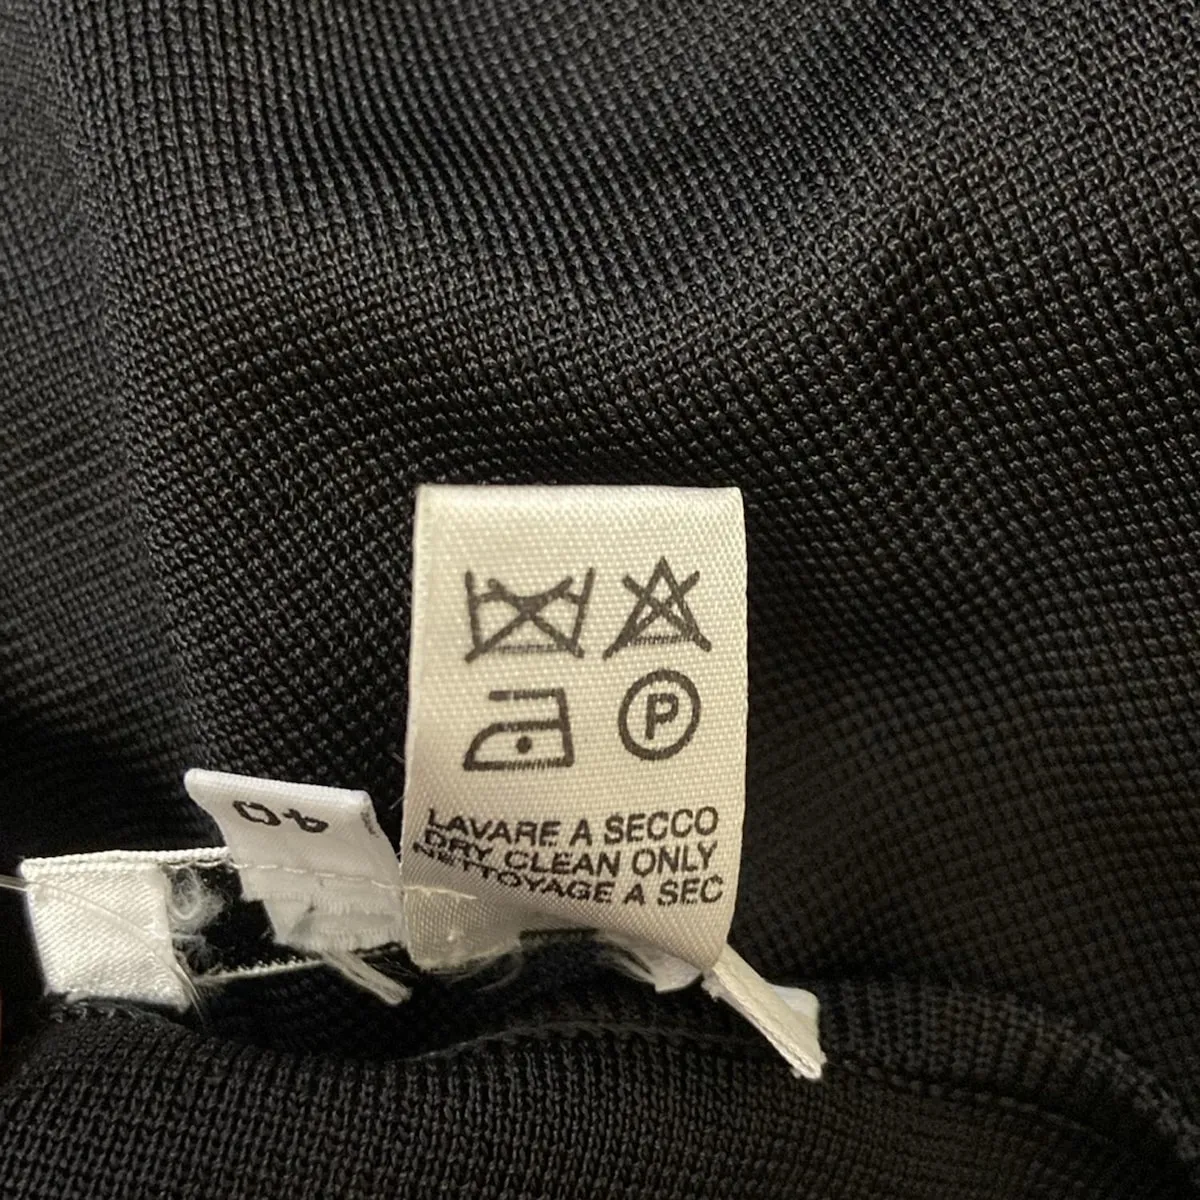 P
LAVARE A SECCO
DRY CLEAN ONLY
NETTOYAGE A SEC
40